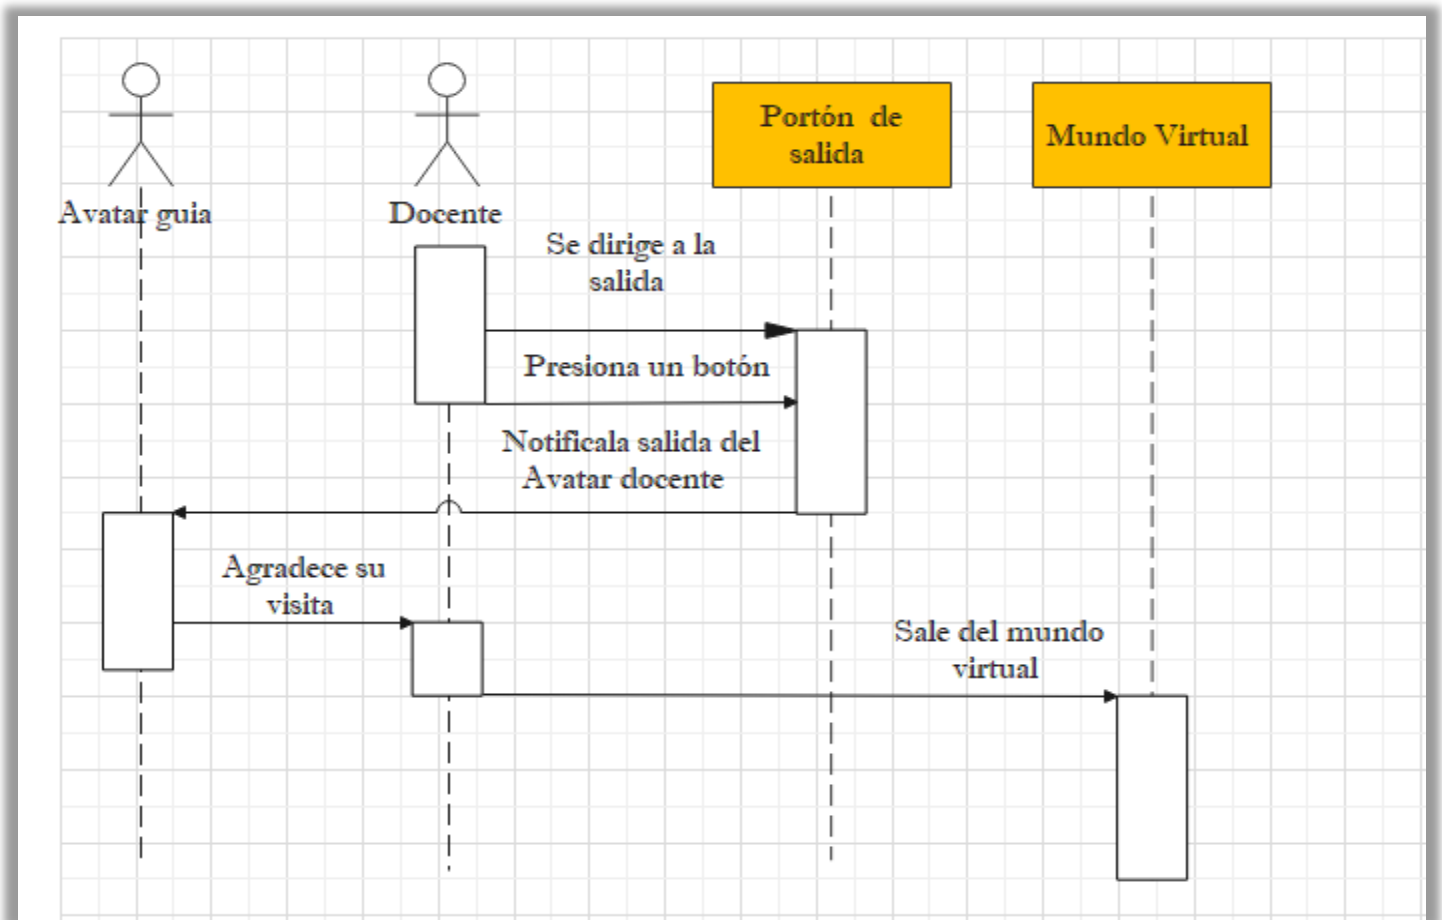 Portón de
salida
Mundo Virtual
Avatar guia
Docente
Se dirige a la
salida
Presiona un botón
Notificala salida del
Avatar docente
Agradece su
visita
Sale del mundo
virtual